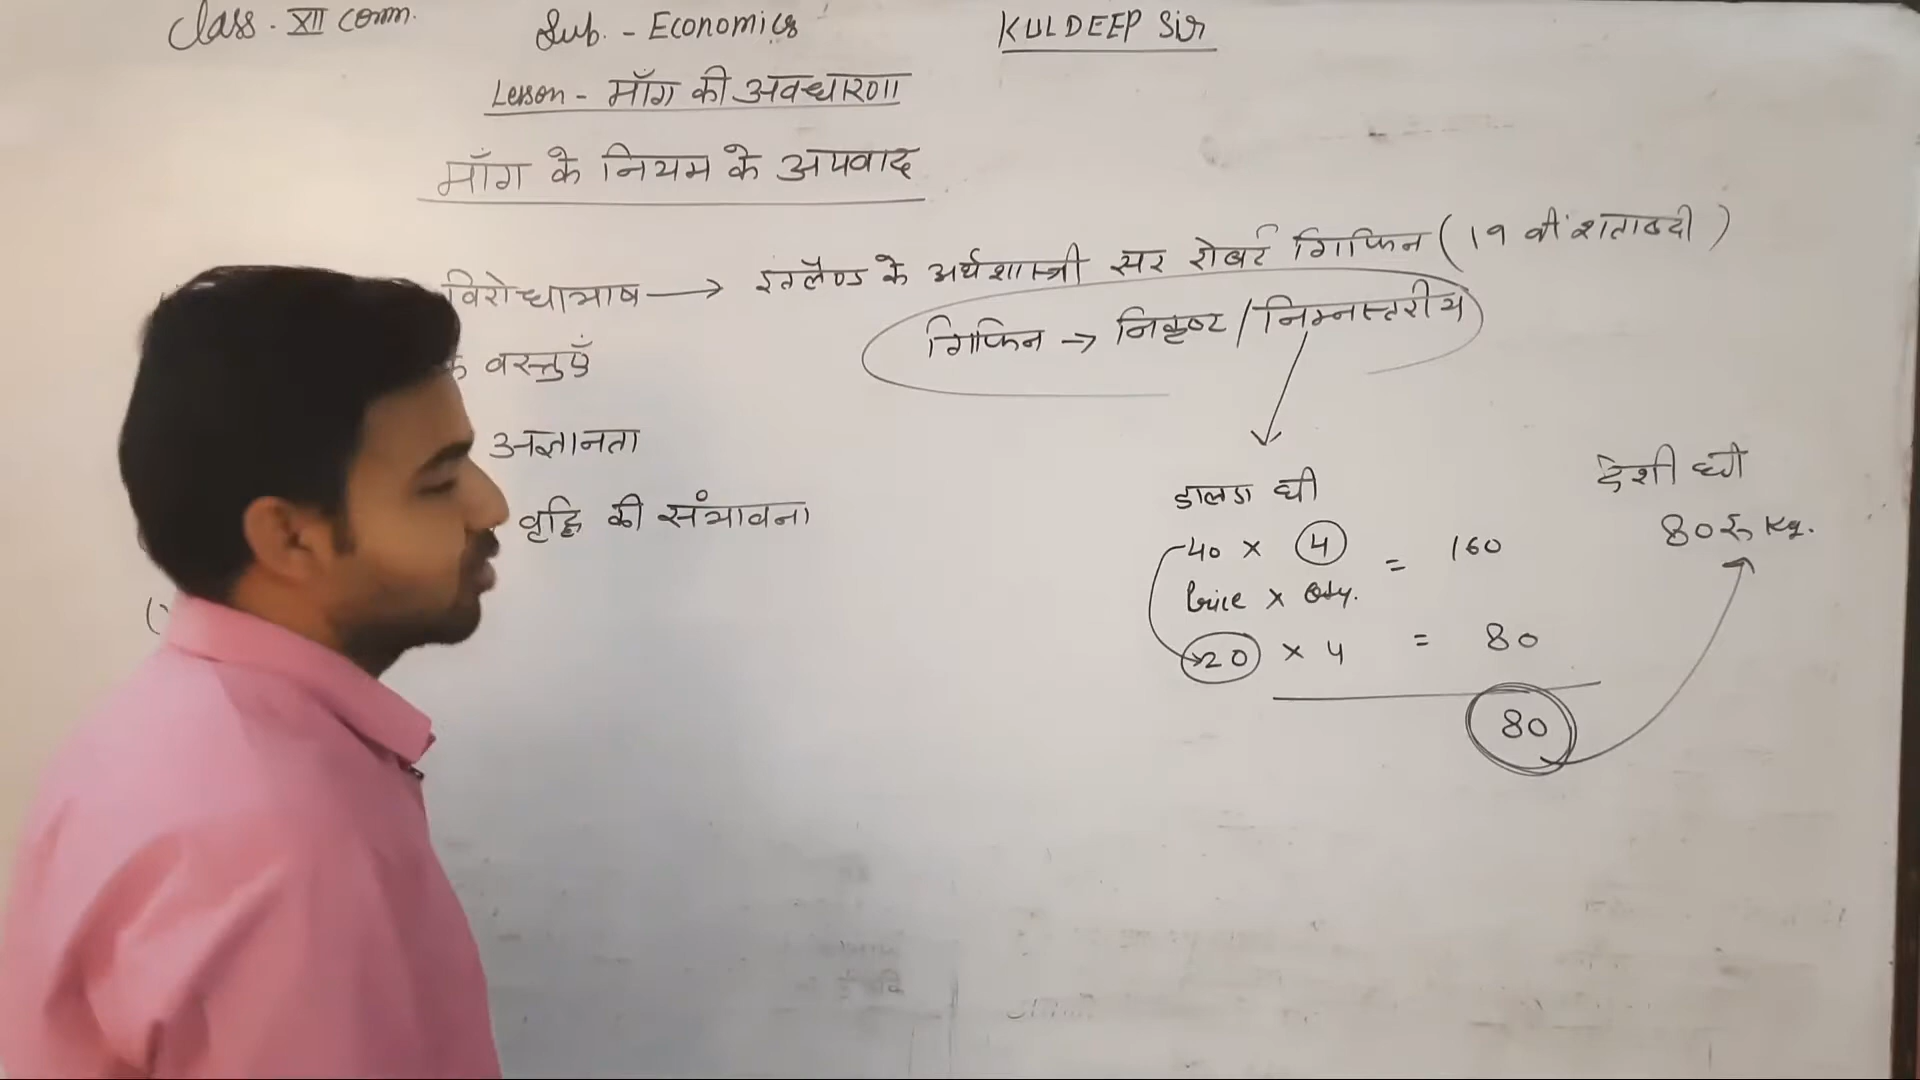 Class. XII comm.
Sub. - Economics
KULDEEP Sir
Lesson - माँग की अवधारणा
माँग के नियम के अपवाद
विरोधाभाष → इग्लैण्ड के अर्थशास्त्री सर रोबर्ट गिफिन (19 वीं शताब्दी)
गिफिन → निकृष्ट / निम्नस्तरीय
वस्तुएँ
अज्ञानता
वृद्धि की संभावना
डालडा घी
देशी घी
40 × 4 = 160
80 रू Kg.
Price × Qty.
20 × 4 = 80
80